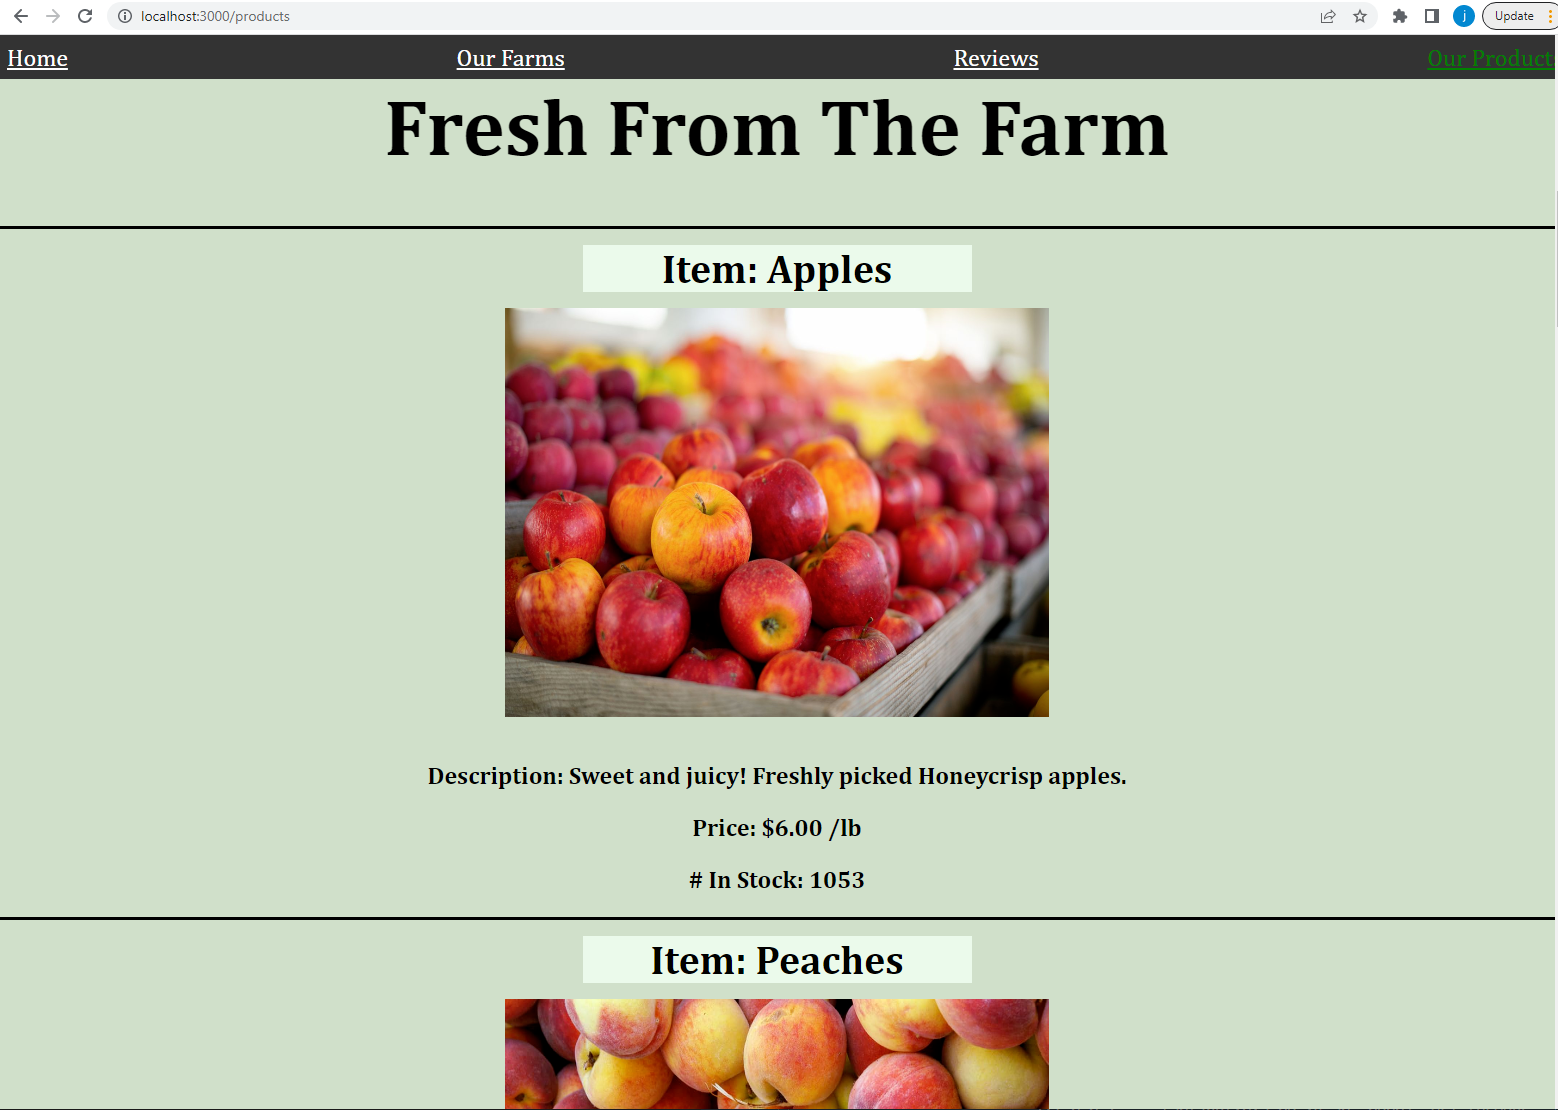 localhost:3000/products
j
Update
Home Our Farms Reviews Our Product
Fresh From The Farm
Item: Apples
Description: Sweet and juicy! Freshly picked Honeycrisp apples.
Price: $6.00 /lb
# In Stock: 1053
Item: Peaches